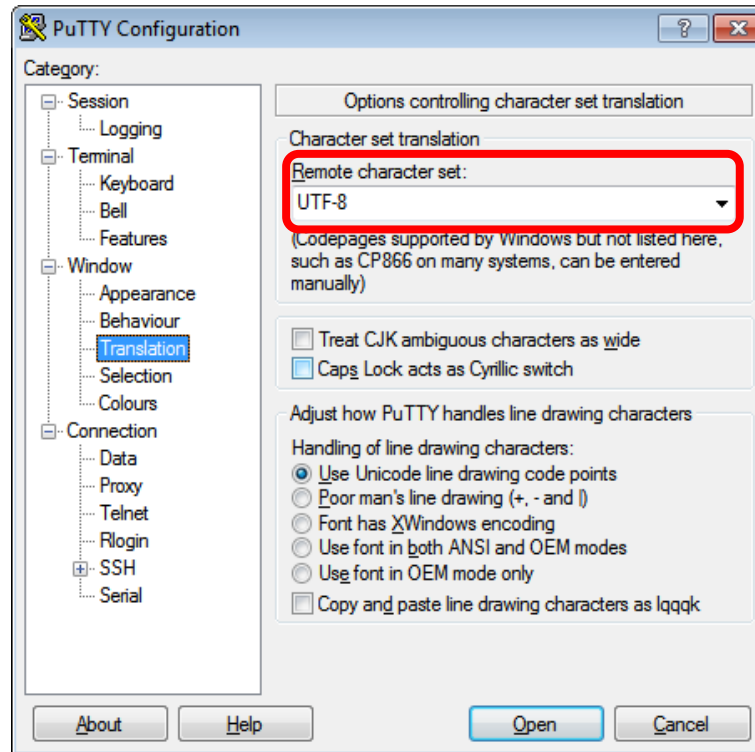 PuTTY Configuration
Category:
Session
Logging
Terminal
Keyboard
Bell
Features
Window
Appearance
Behaviour
Translation
Selection
Colours
Connection
Data
Proxy
Telnet
Rlogin
SSH
Serial
Options controlling character set translation
Character set translation
Remote character set:
UTF-8
(Codepages supported by Windows but not listed here,
such as CP866 on many systems, can be entered
manually)
Treat CJK ambiguous characters as wide
Caps Lock acts as Cyrillic switch
Adjust how PuTTY handles line drawing characters
Handling of line drawing characters:
Use Unicode line drawing code points
Poor man's line drawing (+, - and |)
Font has XWindows encoding
Use font in both ANSI and OEM modes
Use font in OEM mode only
Copy and paste line drawing characters as lqqqk
About
Help
Open
Cancel